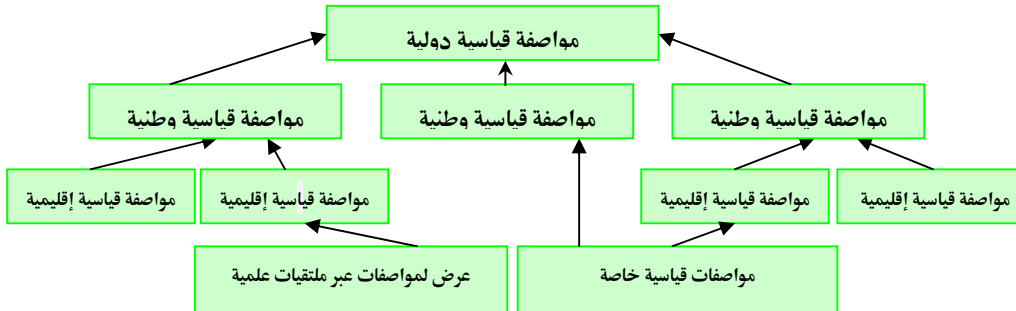 مواصفة قياسية دولية
مواصفة قياسية وطنية
مواصفة قياسية وطنية
مواصفة قياسية وطنية
مواصفة قياسية إقليمية
مواصفة قياسية إقليمية
مواصفة قياسية إقليمية
مواصفة قياسية إقليمية
مواصفات قياسية خاصة
عرض لمواصفات عبر ملتقيات علمية